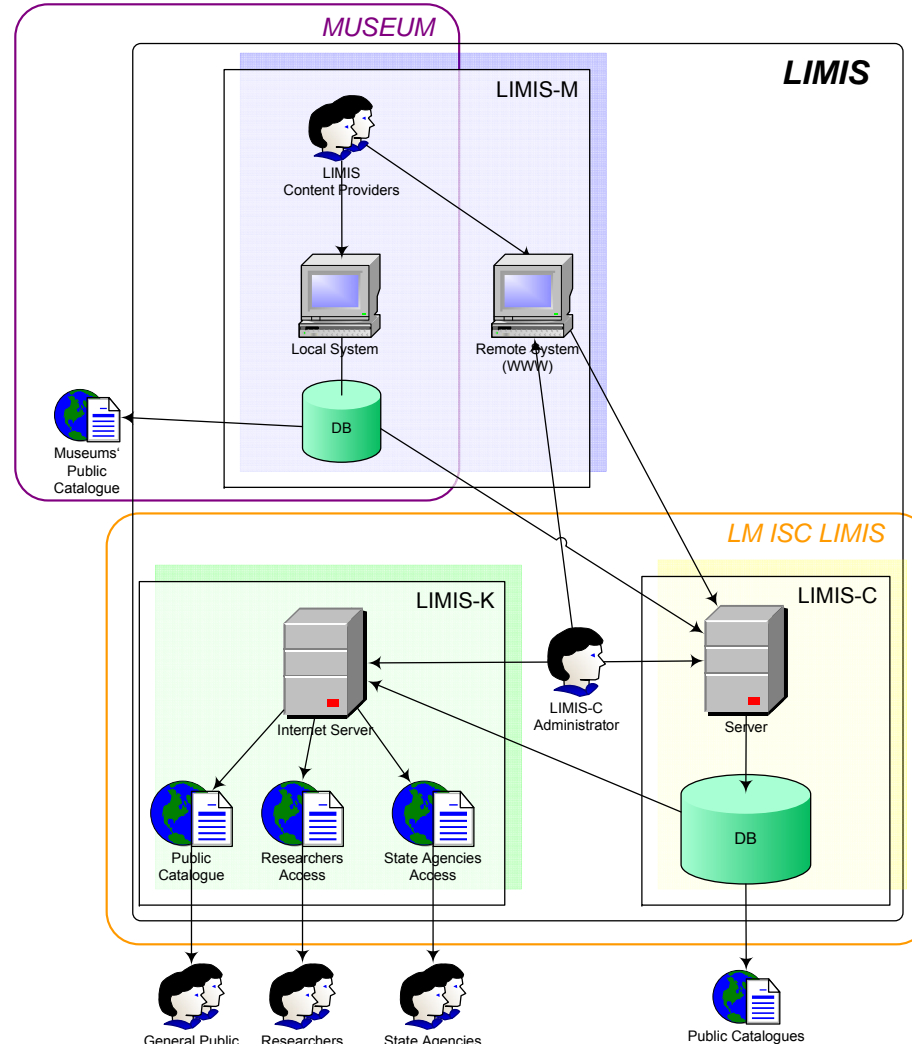 MUSEUM
LIMIS
LIMIS-M
LIMIS
Content Providers
Local System
Remote System
(WWW)
DB
Museums‘
Public
Catalogue
LM ISC LIMIS
LIMIS-K
LIMIS-C
Internet Server
LIMIS-C
Administrator
Server
DB
Public
Catalogue
Researchers
Access
State Agencies
Access
General Public
Researchers
State Agencies
Public Catalogues